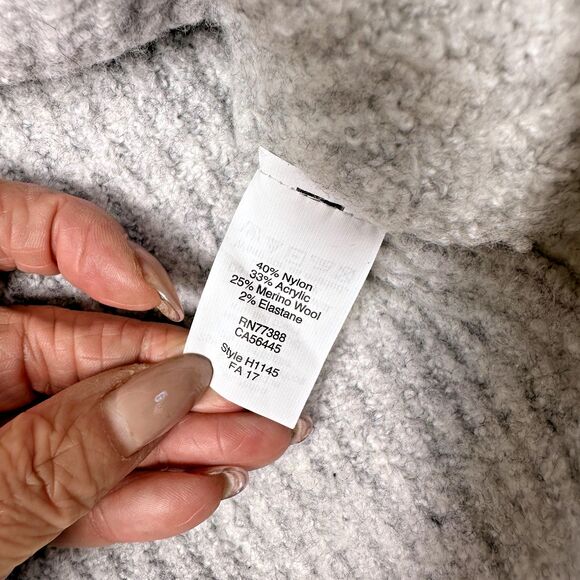 40% Nylon
33% Acrylic
25% Merino Wool
2% Elastane
RN77388
CA56445
Style H1145
FA 17